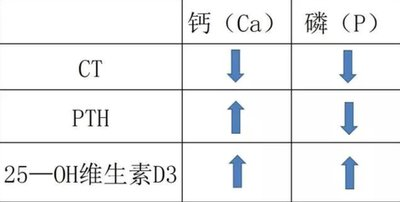 钙（Ca） 磷（P）
CT ↓ ↓
PTH ↑ ↓
25—OH维生素D3 ↑ ↑